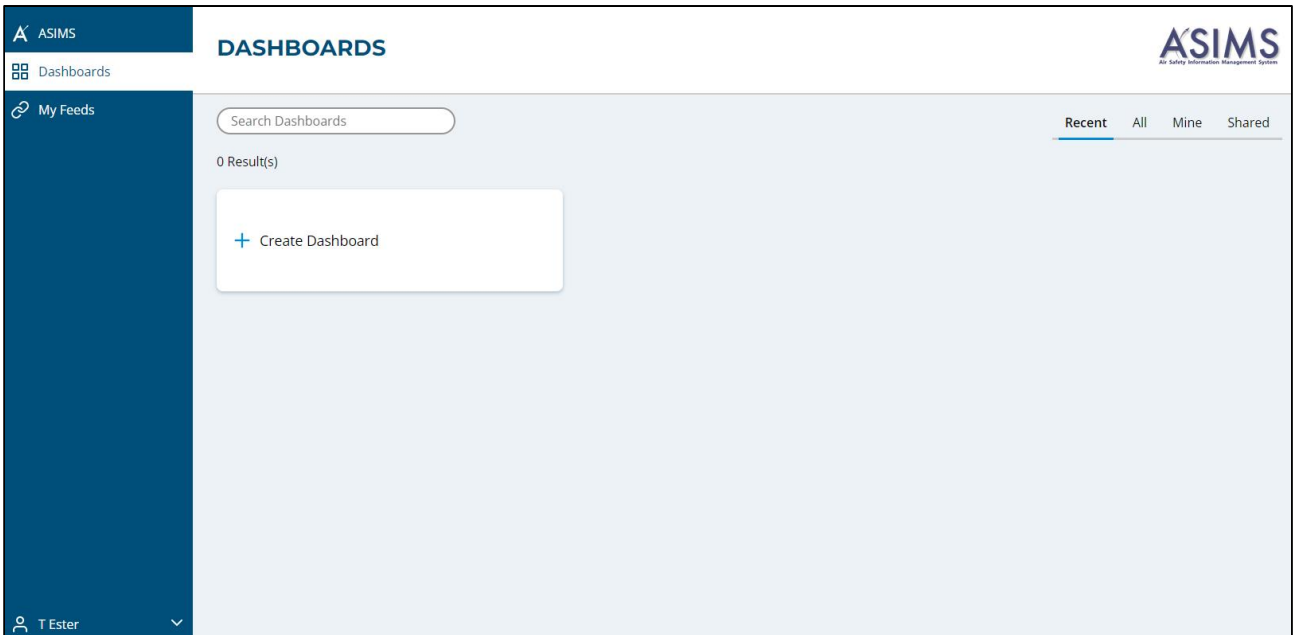 ASIMS
Dashboards
My Feeds
T Ester
DASHBOARDS
ASIMS
Air Safety Information Management System
Search Dashboards
Recent All Mine Shared
0 Result(s)
+ Create Dashboard